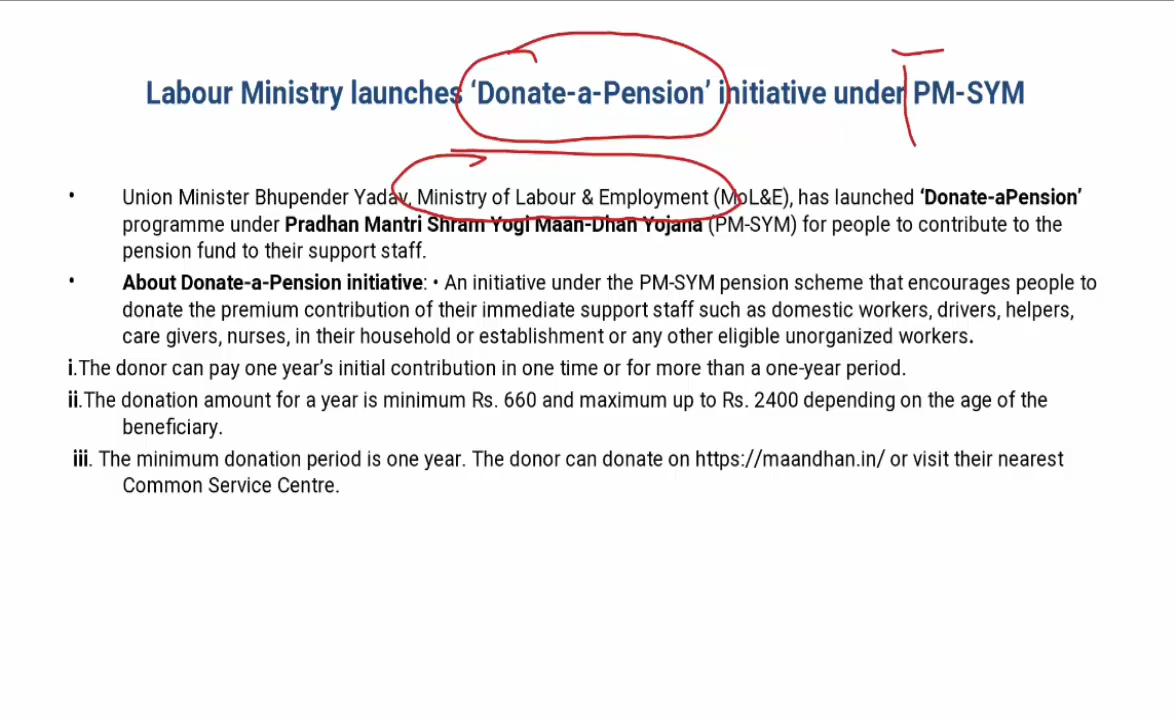 Labour Ministry launches ‘Donate-a-Pension’ initiative under PM-SYM
• Union Minister Bhupender Yadav, Ministry of Labour & Employment (MoL&E), has launched ‘Donate-aPension’
programme under Pradhan Mantri Shram Yogi Maan-Dhan Yojana (PM-SYM) for people to contribute to the
pension fund to their support staff.
• About Donate-a-Pension initiative: • An initiative under the PM-SYM pension scheme that encourages people to
donate the premium contribution of their immediate support staff such as domestic workers, drivers, helpers,
care givers, nurses, in their household or establishment or any other eligible unorganized workers.
i.The donor can pay one year’s initial contribution in one time or for more than a one-year period.
ii.The donation amount for a year is minimum Rs. 660 and maximum up to Rs. 2400 depending on the age of the
beneficiary.
iii. The minimum donation period is one year. The donor can donate on https://maandhan.in/ or visit their nearest
Common Service Centre.